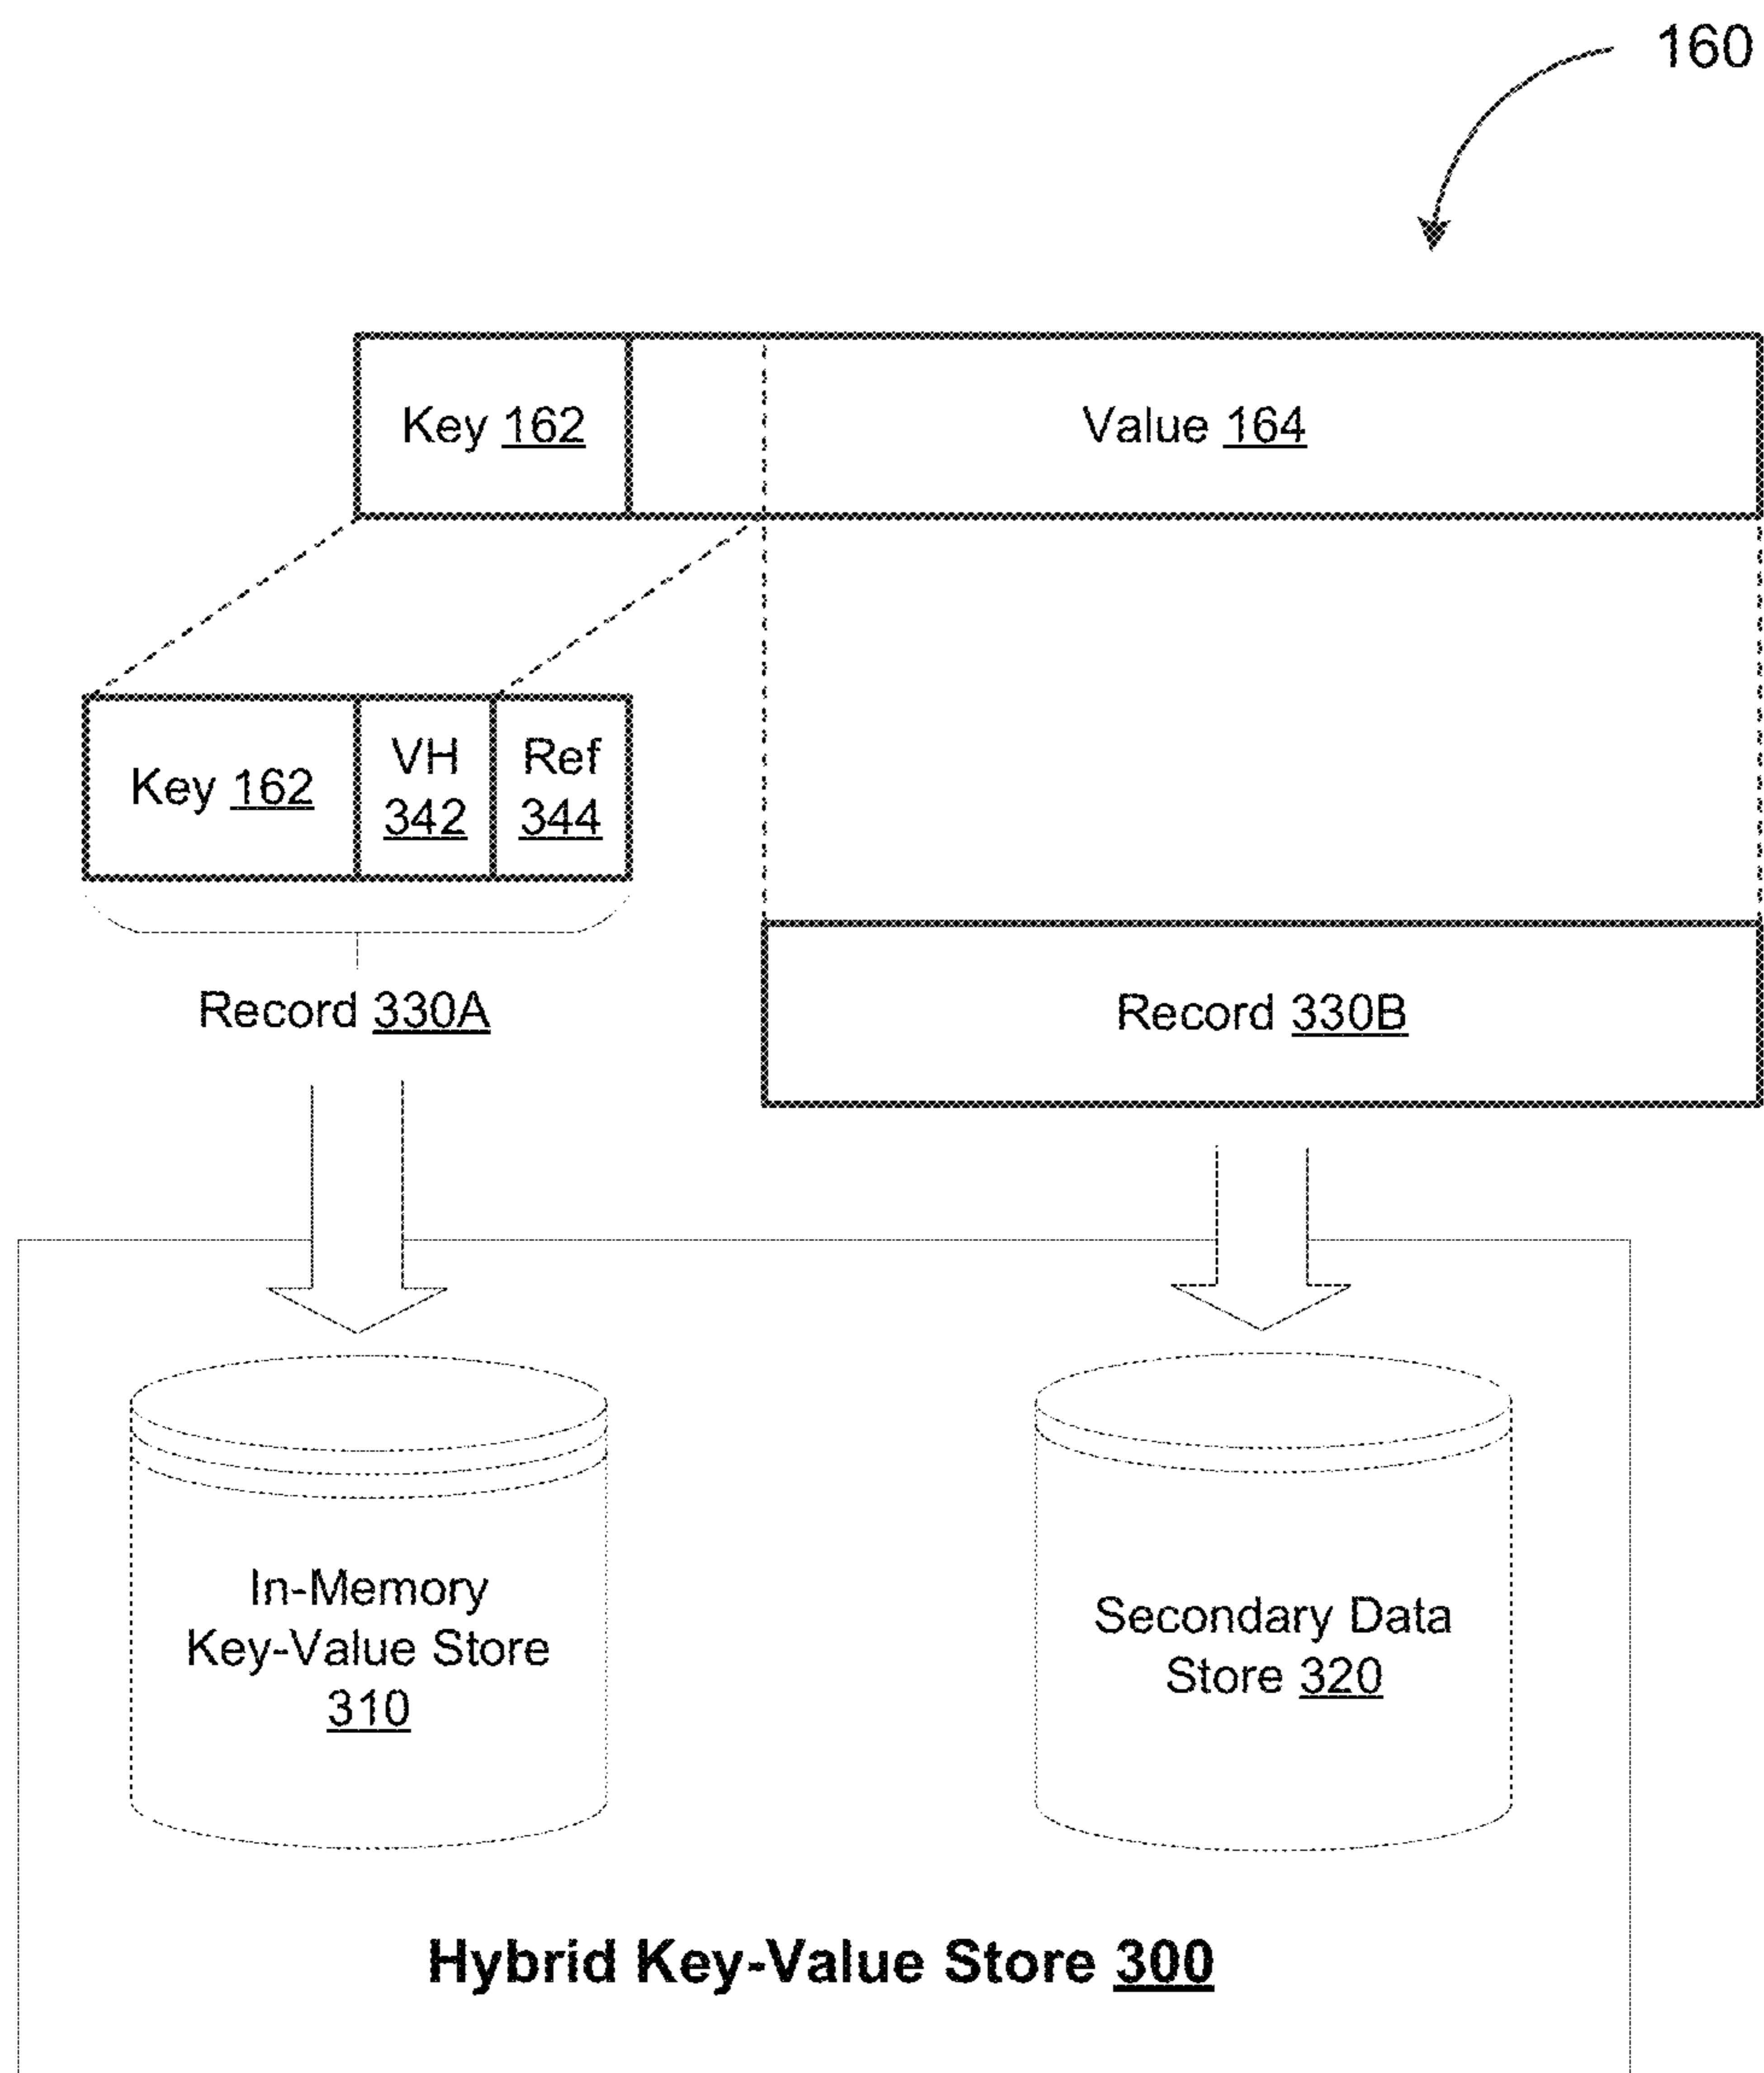 160
Key 162
Value 164
Key 162
VH
342
Ref
344
Record 330A
Record 330B
In-Memory
Key-Value Store
310
Secondary Data
Store 320
Hybrid Key-Value Store 300